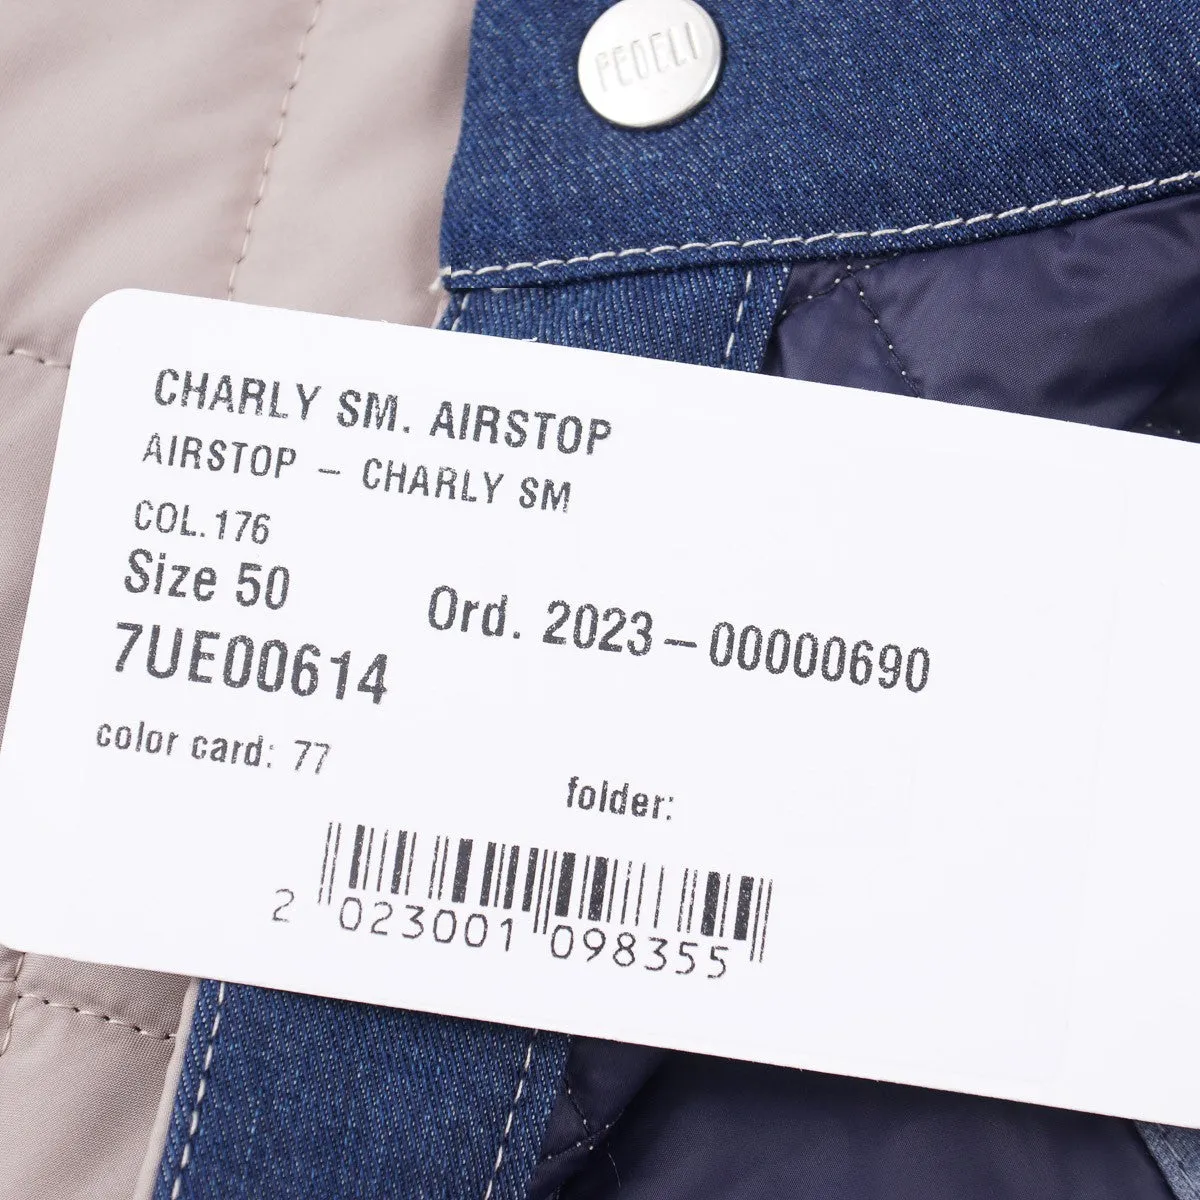 FEDELI
CHARLY SM. AIRSTOP
AIRSTOP - CHARLY SM
COL.176
Size 50
Ord. 2023-00000690
7UE00614
color card: 77
folder:
2 023001 098355